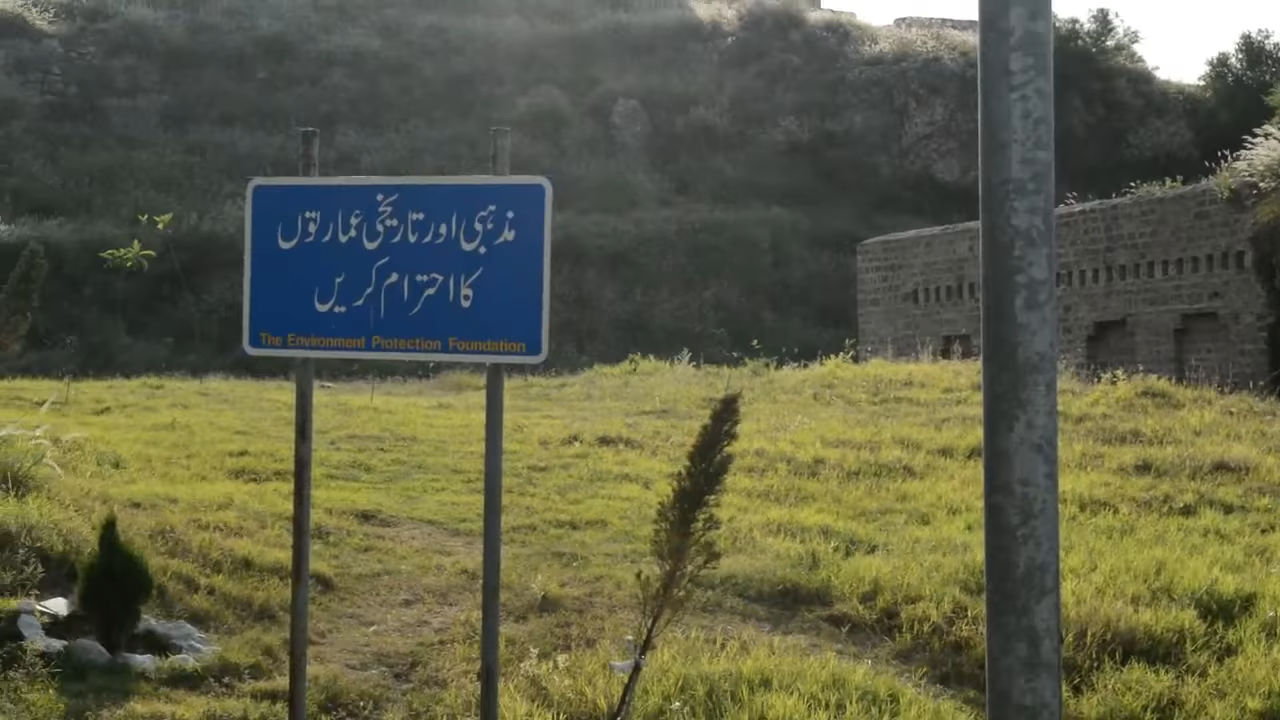 مذہبی اور تاریخی عمارتوں
کا احترام کریں
The Environment Protection Foundation